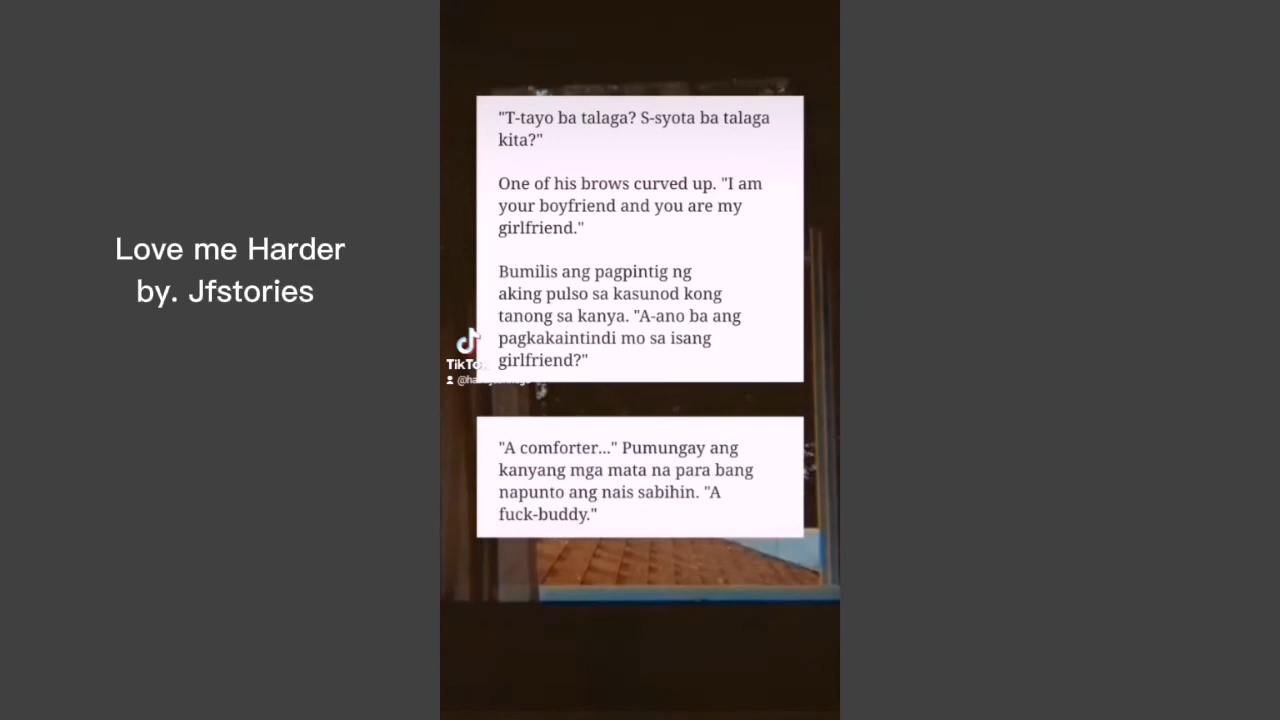 Love me Harder
by. Jfstories
"T-tayo ba talaga? S-syota ba talaga
kita?"
One of his brows curved up. "I am
your boyfriend and you are my
girlfriend."
Bumilis ang pagpintig ng
aking pulso sa kasunod kong
tanong sa kanya. "A-ano ba ang
pagkakaintindi mo sa isang
girlfriend?"
TikTo
"A comforter..." Pumungay ang
kanyang mga mata na para bang
napunto ang nais sabihin. "A
fuck-buddy."